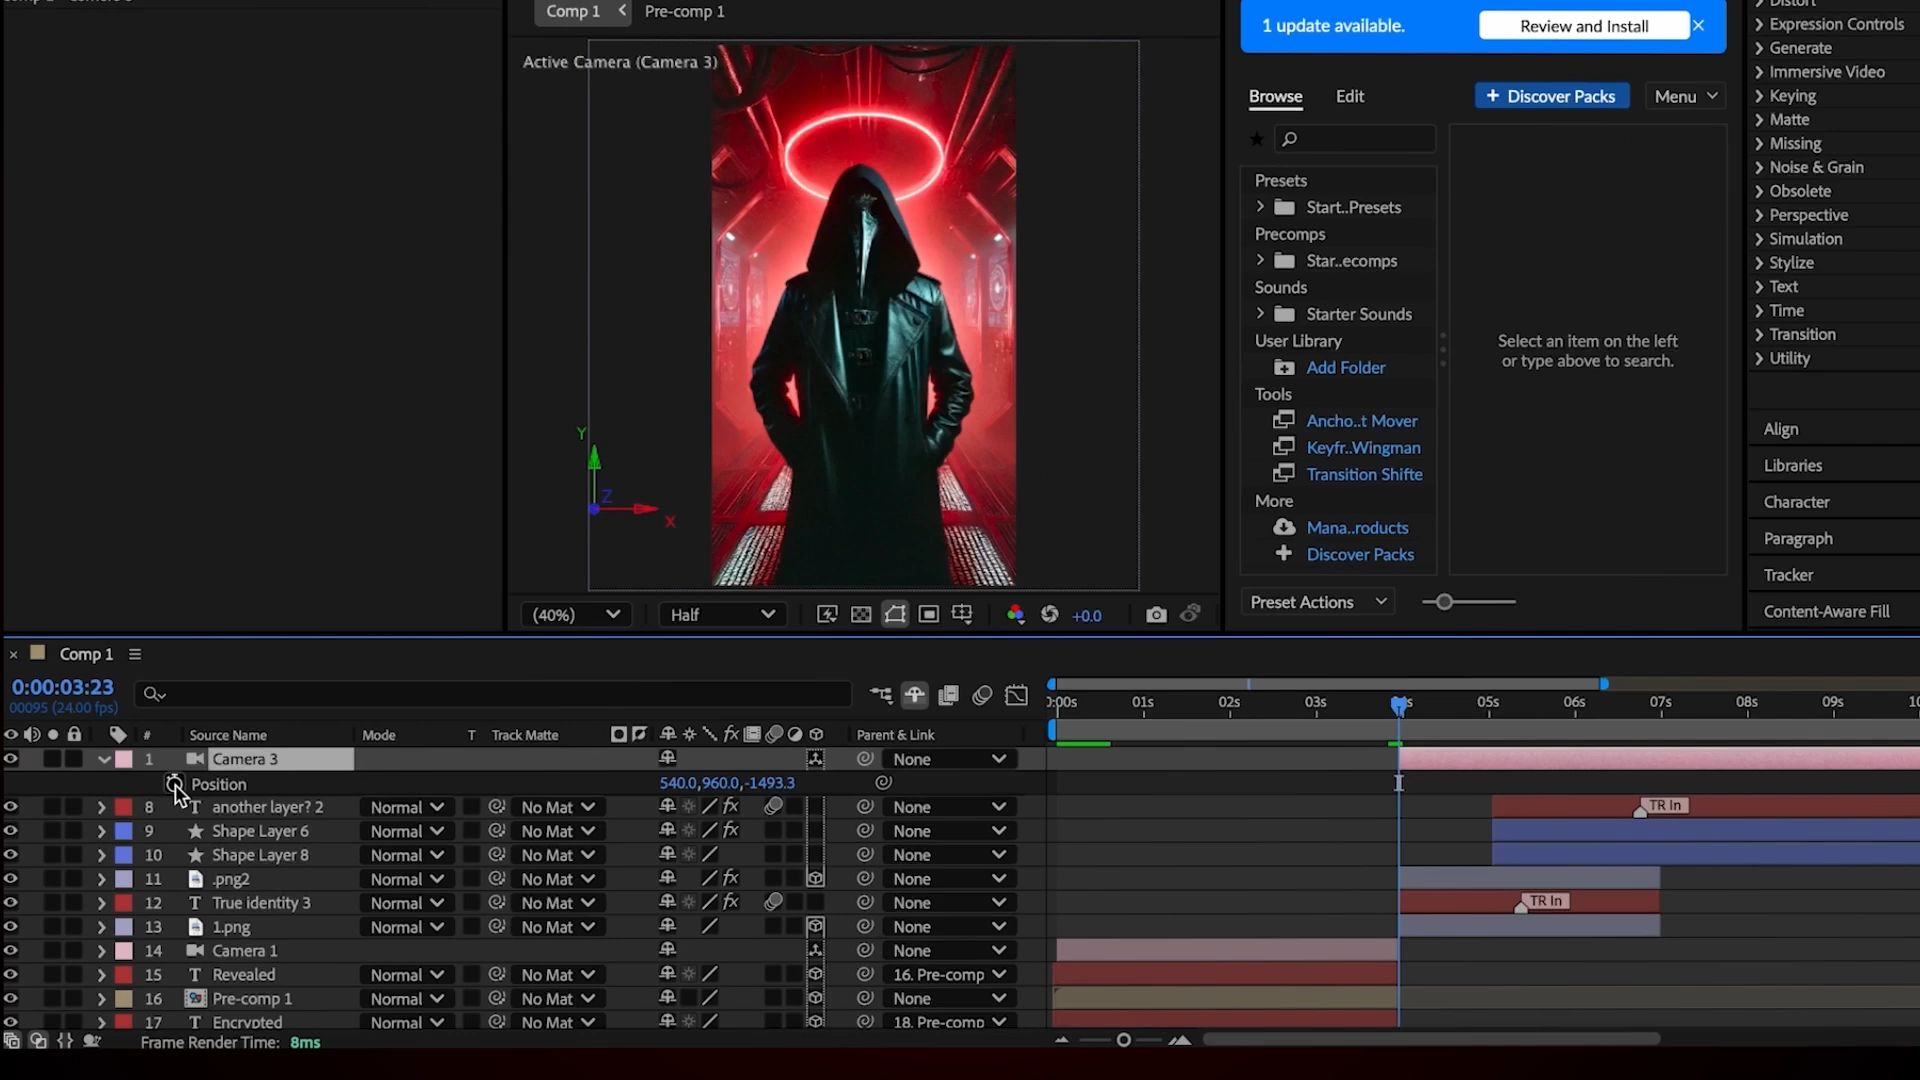 Comp 1
Pre-comp 1
Active Camera (Camera 3)
Y
Z
X
(40%)
Half
+0.0
1 update available.
Review and Install
Browse
Edit
+ Discover Packs
Menu
Presets
Start..Presets
Precomps
Star..ecomps
Sounds
Starter Sounds
User Library
Add Folder
Tools
Ancho..t Mover
Keyfr..Wingman
Transition Shifte
More
Mana..roducts
Discover Packs
Select an item on the left
or type above to search.
Preset Actions
Distort
Expression Controls
Generate
Immersive Video
Keying
Matte
Missing
Noise & Grain
Obsolete
Perspective
Simulation
Stylize
Text
Time
Transition
Utility
Align
Libraries
Character
Paragraph
Tracker
Content-Aware Fill
Comp 1
0:00:03:23
00095 (24.00 fps)
# Source Name Mode T Track Matte fx Parent & Link
0:00s 01s 02s 03s 05s 06s 07s 08s 09s 10
1 Camera 3 None
Position 540.0,960.0,-1493.3
8 T another layer? 2 Normal No Mat fx None TR In
9 Shape Layer 6 Normal No Mat fx None
10 Shape Layer 8 Normal No Mat None
11 .png2 Normal No Mat fx None
12 T True identity 3 Normal No Mat fx None TR In
13 1.png Normal No Mat None
14 Camera 1 None
15 T Revealed Normal No Mat 16. Pre-comp
16 Pre-comp 1 Normal No Mat None
17 T Encrypted Normal No Mat 18. Pre-comp
Frame Render Time: 8ms